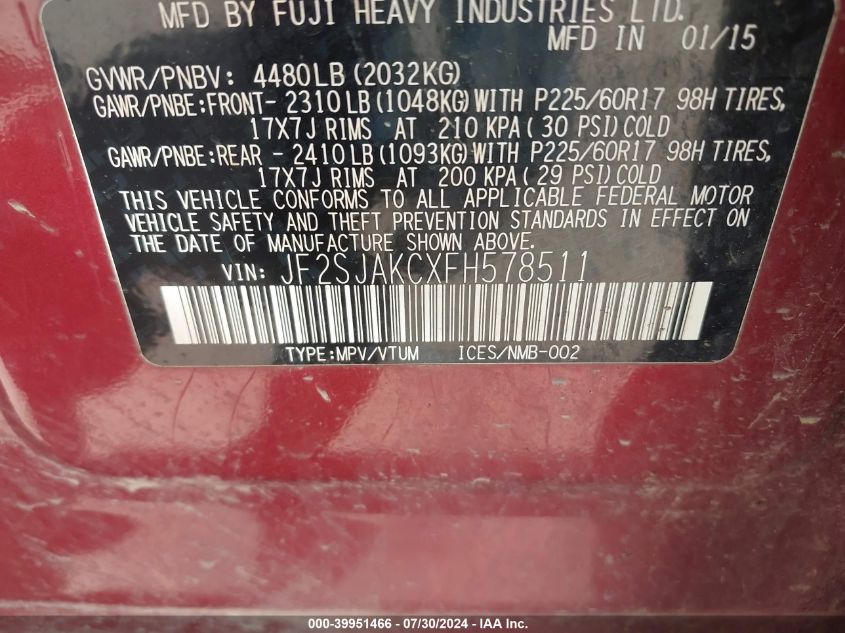 MFD BY FUJI HEAVY INDUSTRIES LTD.
MFD IN 01/15
GVWR/PNBV: 4480LB(2032KG)
GAWR/PNBE:FRONT- 2310LB(1048KG)WITH P225/60R17 98H TIRES,
17X7J RIMS AT 210 KPA(30 PSI)COLD
GAWR/PNBE:REAR - 2410LB(1093KG)WITH P225/60R17 98H TIRES,
17X7J RIMS AT 200 KPA(29 PSI)COLD
THIS VEHICLE CONFORMS TO ALL APPLICABLE FEDERAL MOTOR
VEHICLE SAFETY AND THEFT PREVENTION STANDARDS IN EFFECT ON
THE DATE OF MANUFACTURE SHOWN ABOVE.
VIN: JF2SJAKCXFH578511
TYPE:MPV/VTUM ICES/NMB-002
000-39951466 - 07/30/2024 - IAA Inc.